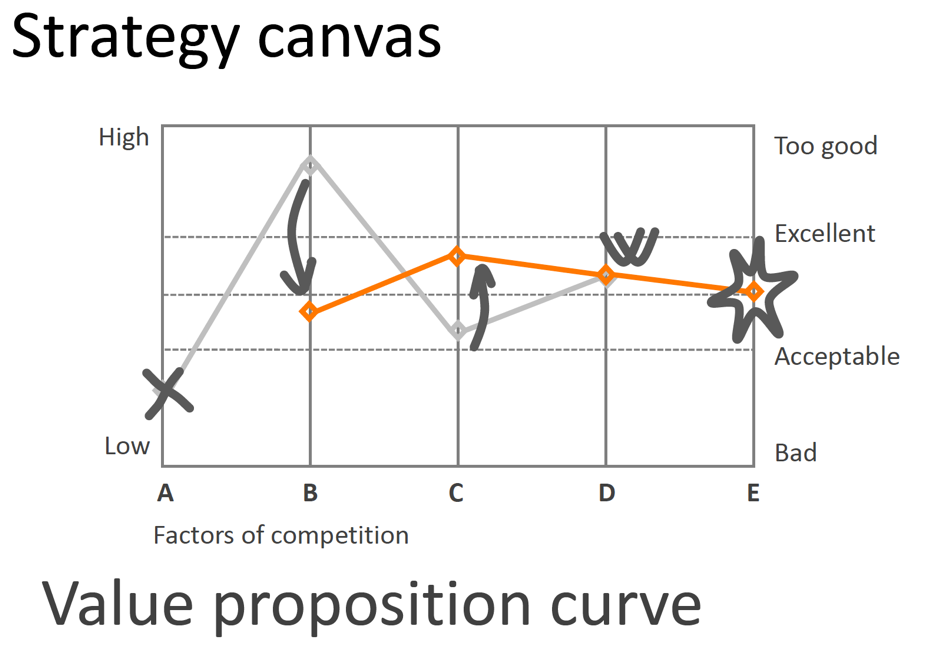 Strategy canvas
High
Too good
Excellent
Acceptable
Low
Bad
A B C D E
Factors of competition
Value proposition curve